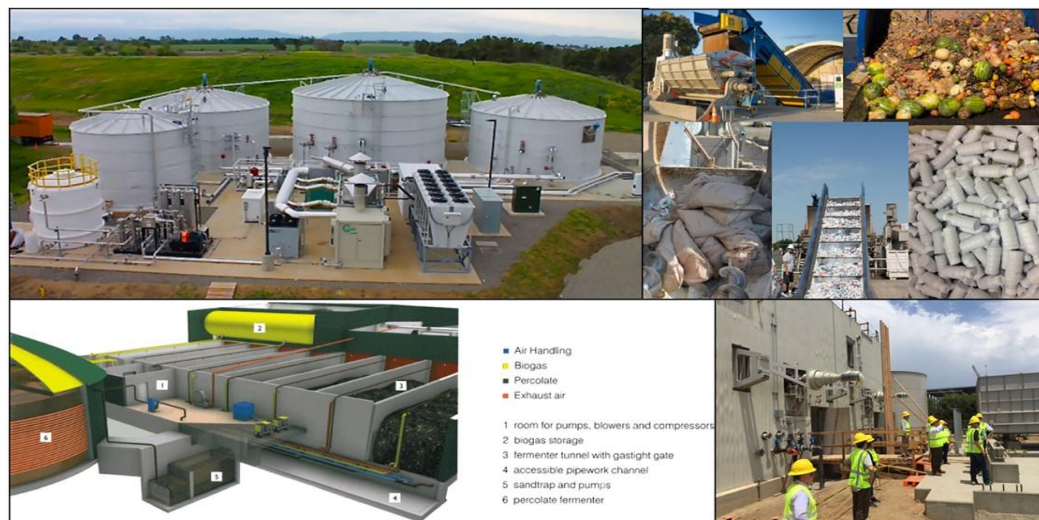 2
1
3
6
5
4
Air Handling
Biogas
Percolate
Exhaust air
1 room for pumps, blowers and compressors
2 biogas storage
3 fermenter tunnel with gastight gate
4 accessible pipework channel
5 sandtrap and pumps
6 percolate fermenter